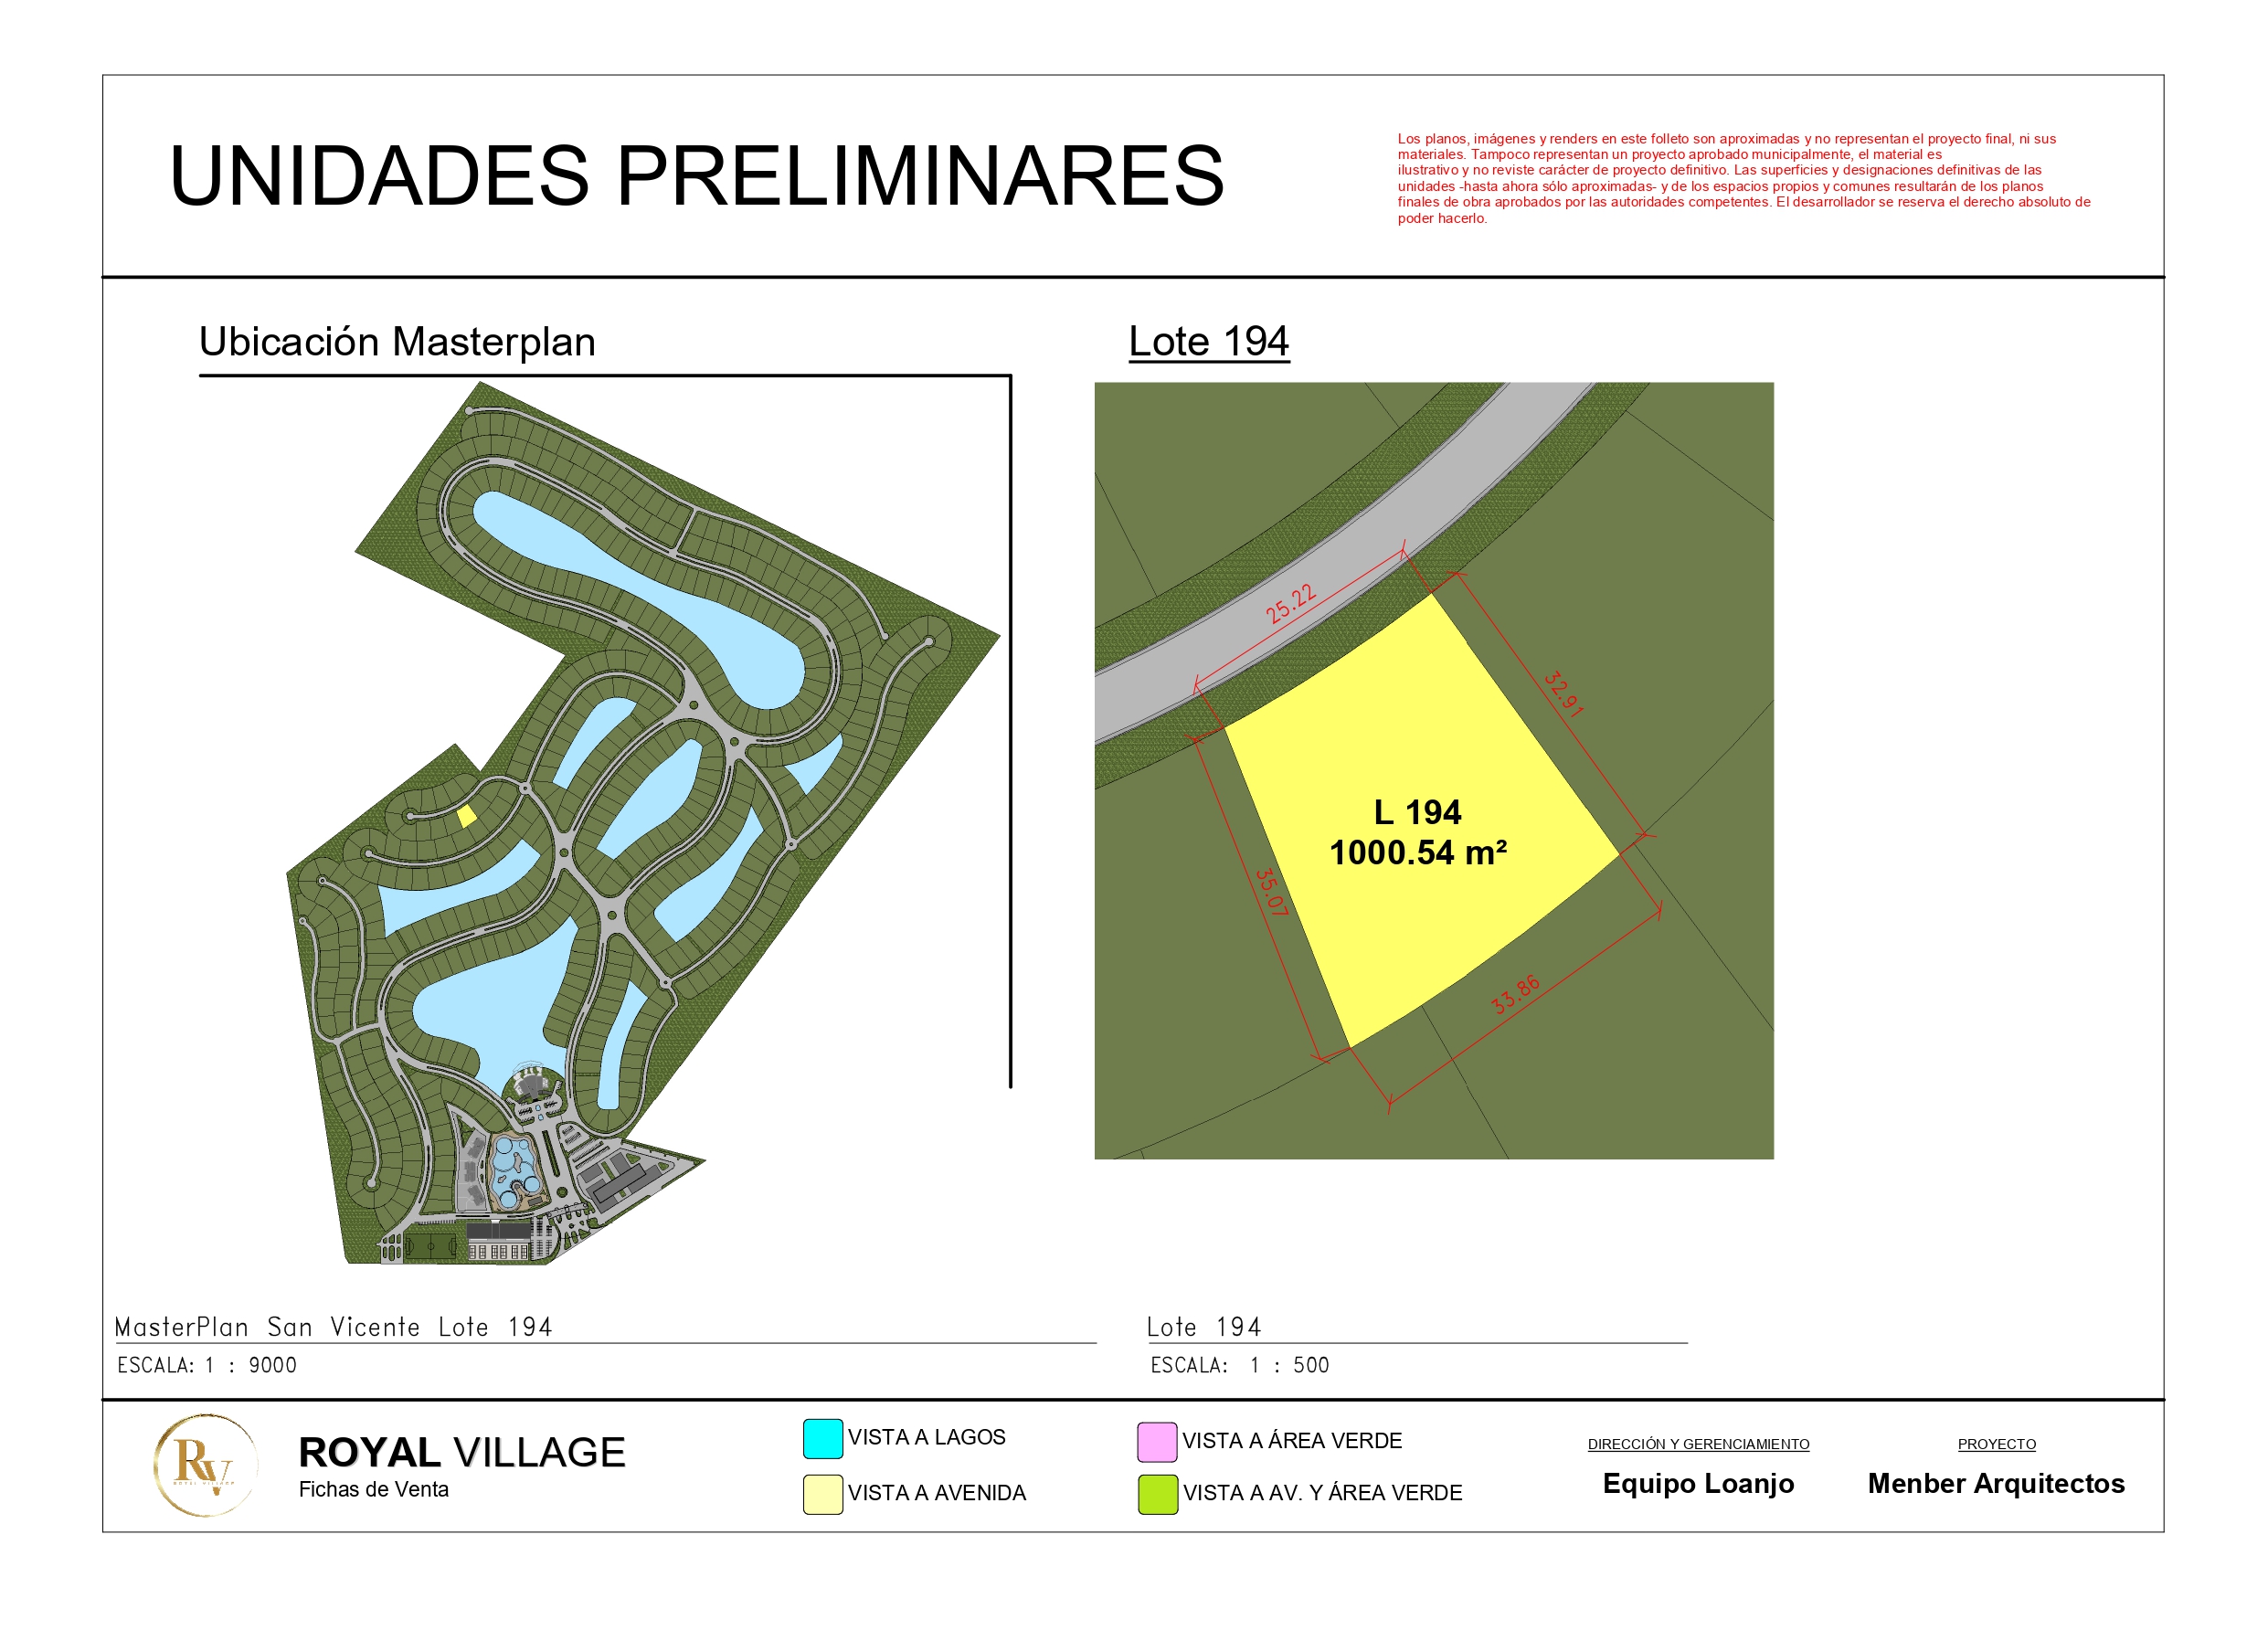 UNIDADES PRELIMINARES
Los planos, imágenes y renders en este folleto son aproximadas y no representan el proyecto final, ni sus
materiales. Tampoco representan un proyecto aprobado municipalmente, el material es
ilustrativo y no reviste carácter de proyecto definitivo. Las superficies y designaciones definitivas de las
unidades -hasta ahora sólo aproximadas- y de los espacios propios y comunes resultarán de los planos
finales de obra aprobados por las autoridades competentes. El desarrollador se reserva el derecho absoluto de
poder hacerlo.
Ubicación Masterplan
Lote 194
25.22
32.91
L 194
1000.54 m²
35.07
33.86
MasterPlan San Vicente Lote 194
ESCALA: 1 : 9000
Lote 194
ESCALA: 1 : 500
RV
ROYAL VILLAGE
ROYAL VILLAGE
Fichas de Venta
VISTA A LAGOS
VISTA A AVENIDA
VISTA A ÁREA VERDE
VISTA A AV. Y ÁREA VERDE
DIRECCIÓN Y GERENCIAMIENTO
Equipo Loanjo
PROYECTO
Menber Arquitectos